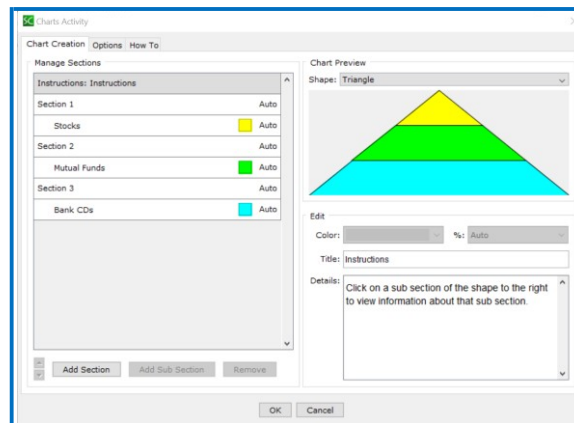 SC Charts Activity
Chart Creation Options How To
Manage Sections
Instructions: Instructions
Section 1 Auto
Stocks Auto
Section 2 Auto
Mutual Funds Auto
Section 3 Auto
Bank CDs Auto
Add Section Add Sub Section Remove
Chart Preview
Shape: Triangle
Edit
Color: %: Auto
Title: Instructions
Details: Click on a sub section of the shape to the right
to view information about that sub section.
OK Cancel